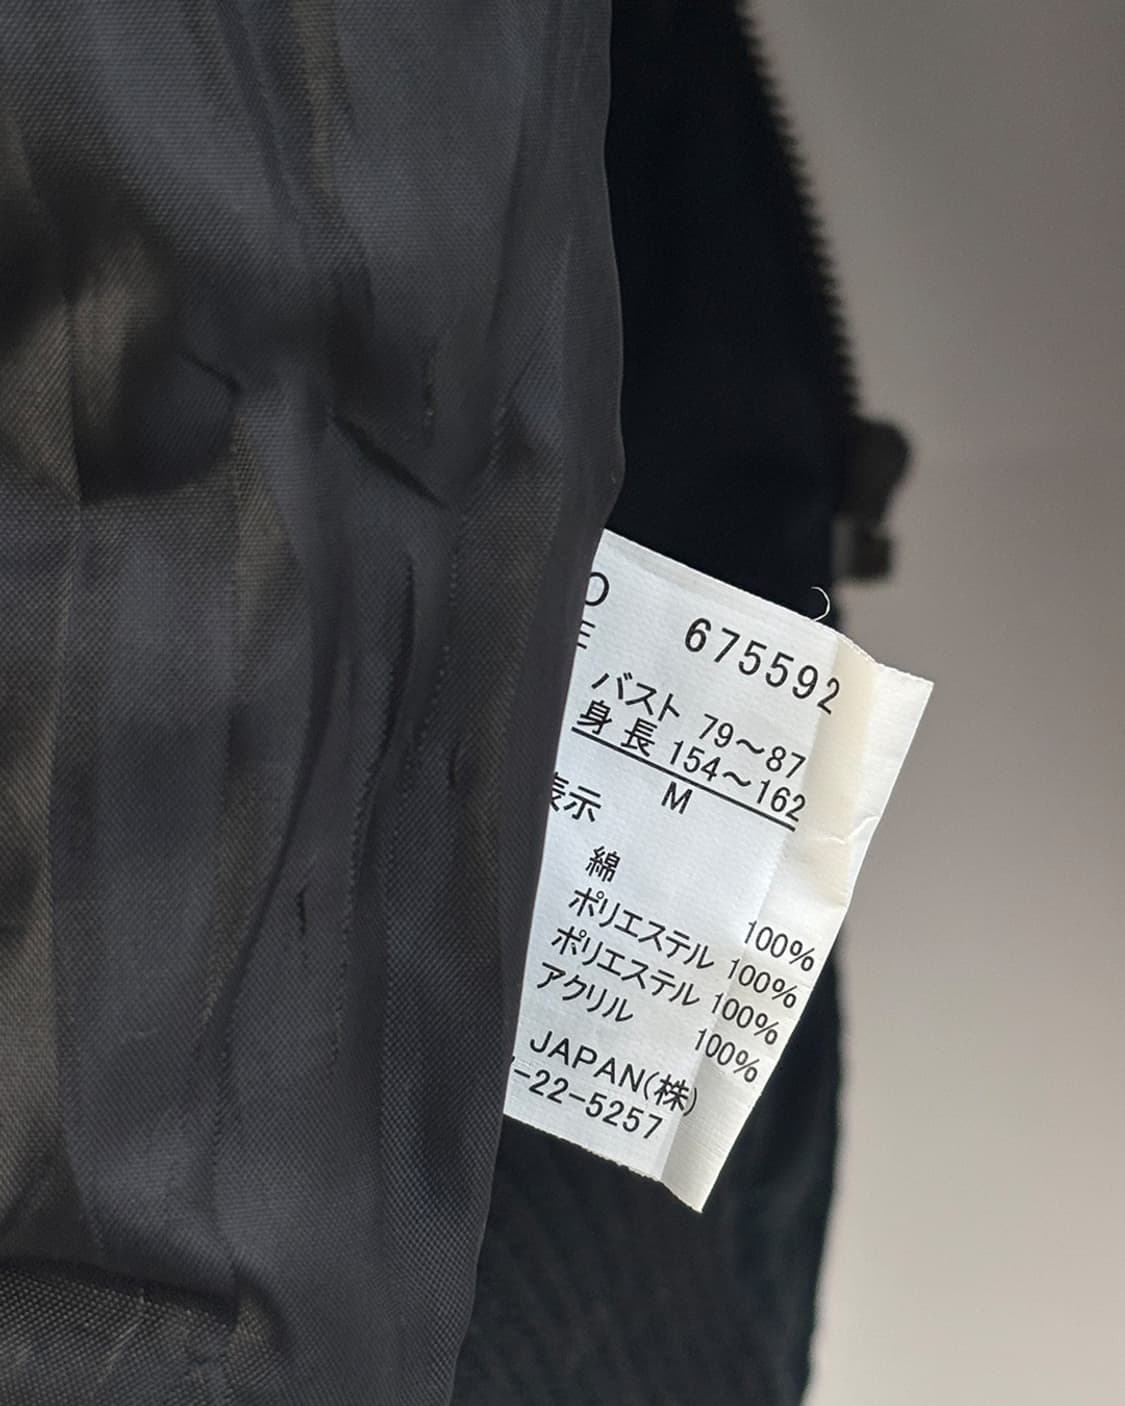 O
E 675592
バスト 79～87
身長 154～162
M
表示
綿 100%
ポリエステル 100%
ポリエステル 100%
アクリル 100%
JAPAN(株)
-22-5257